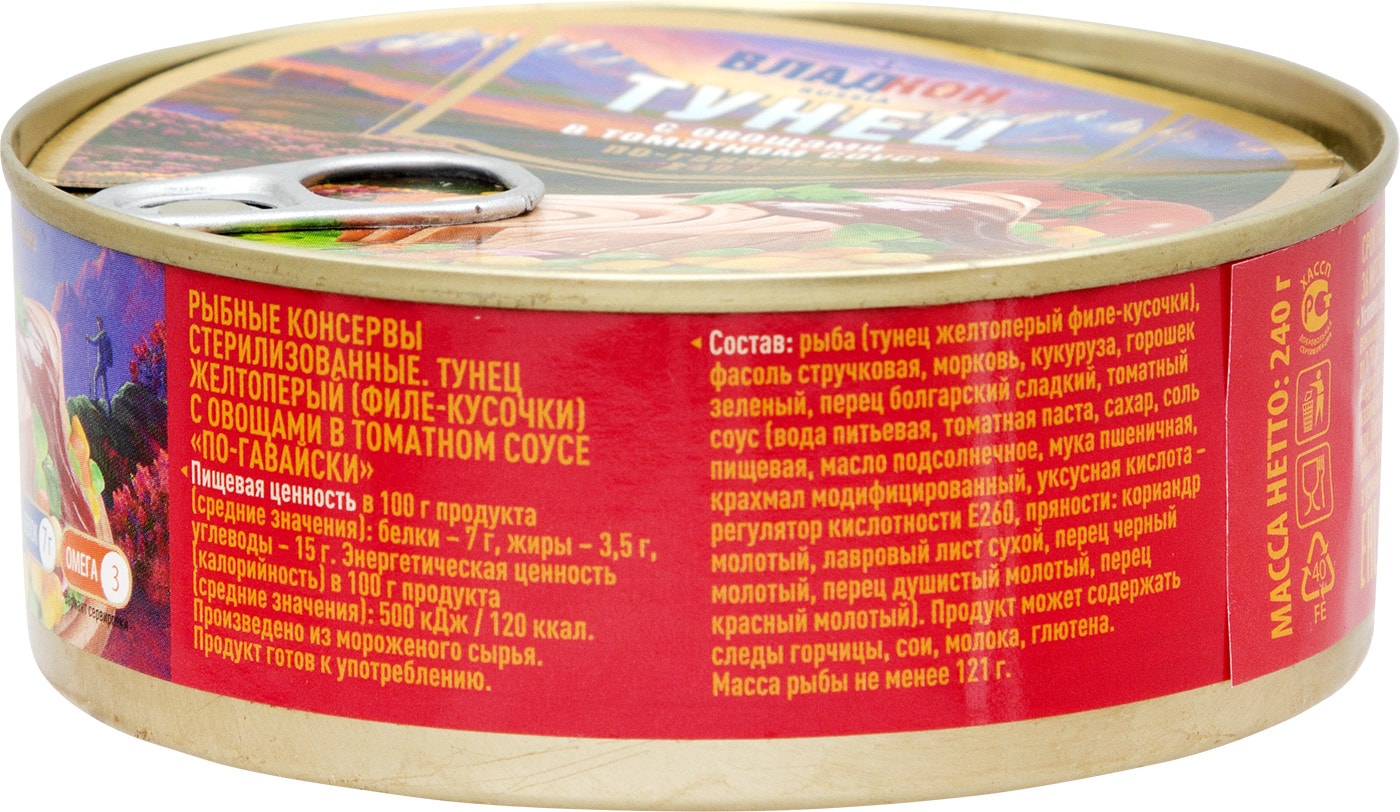 ВЛАДКОН
RUSSIA
ТУНЕЦ
С ОВОЩАМИ
В ТОМАТНОМ СОУСЕ
РЫБНЫЕ КОНСЕРВЫ
СТЕРИЛИЗОВАННЫЕ. ТУНЕЦ
ЖЕЛТОПЕРЫЙ (ФИЛЕ-КУСОЧКИ)
С ОВОЩАМИ В ТОМАТНОМ СОУСЕ
«ПО-ГАВАЙСКИ»
Пищевая ценность в 100 г продукта
(средние значения): белки – 7 г, жиры – 3,5 г,
углеводы – 15 г. Энергетическая ценность
(калорийность) в 100 г продукта
(средние значения): 500 кДж / 120 ккал.
Произведено из мороженого сырья.
Продукт готов к употреблению.
7 г
ОМЕГА 3
Состав: рыба (тунец желтоперый филе-кусочки),
фасоль стручковая, морковь, кукуруза, горошек
зеленый, перец болгарский сладкий, томатный
соус (вода питьевая, томатная паста, сахар, соль
пищевая, масло подсолнечное, мука пшеничная,
крахмал модифицированный, уксусная кислота –
регулятор кислотности Е260, пряности: кориандр
молотый, лавровый лист сухой, перец черный
молотый, перец душистый молотый, перец
красный молотый). Продукт может содержать
следы горчицы, сои, молока, глютена.
Масса рыбы не менее 121 г.
МАССА НЕТТО: 240 г
ХАССП
40
FE